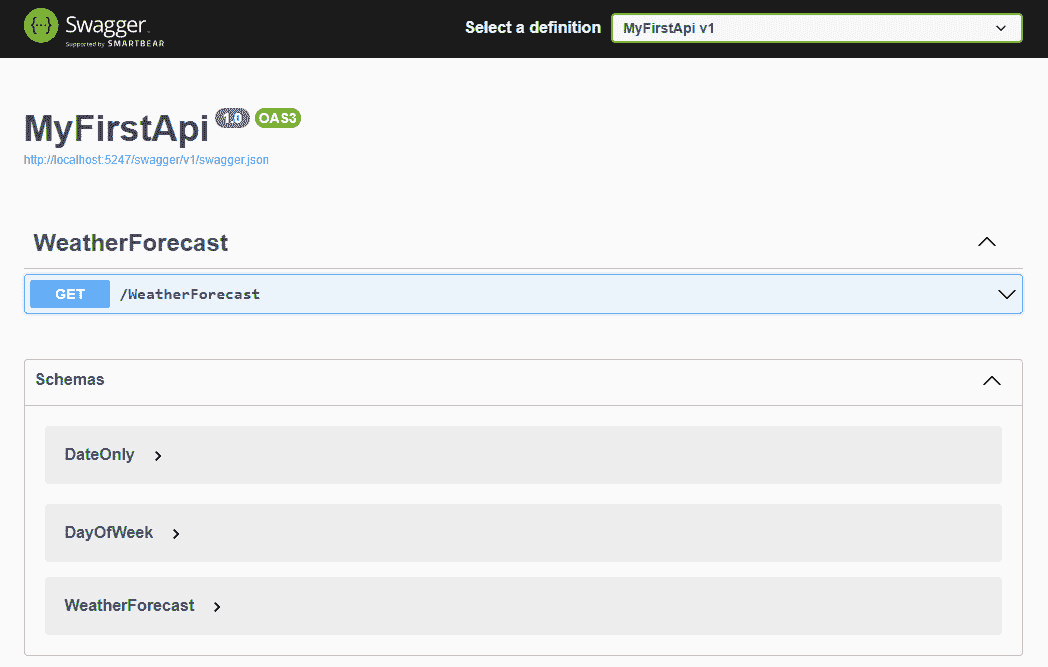 Swagger
Supported by SMARTBEAR
Select a definition
MyFirstApi v1
MyFirstApi 1.0 OAS3
http://localhost:5247/swagger/v1/swagger.json
WeatherForecast
GET /WeatherForecast
Schemas
DateOnly
DayOfWeek
WeatherForecast